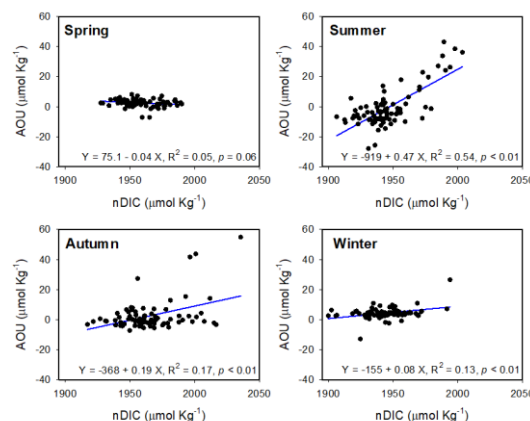 Spring
AOU (μmol Kg⁻¹)
60
40
20
0
-20
-40
Y = 75.1 - 0.04 X, R² = 0.05, p = 0.06
1900 1950 2000 2050
nDIC (μmol Kg⁻¹)
Summer
AOU (μmol Kg⁻¹)
60
40
20
0
-20
-40
Y = -919 + 0.47 X, R² = 0.54, p < 0.01
1900 1950 2000 2050
nDIC (μmol Kg⁻¹)
Autumn
AOU (μmol Kg⁻¹)
60
40
20
0
-20
-40
Y = -368 + 0.19 X, R² = 0.17, p < 0.01
1900 1950 2000 2050
nDIC (μmol Kg⁻¹)
Winter
AOU (μmol Kg⁻¹)
60
40
20
0
-20
-40
Y = -155 + 0.08 X, R² = 0.13, p < 0.01
1900 1950 2000 2050
nDIC (μmol Kg⁻¹)